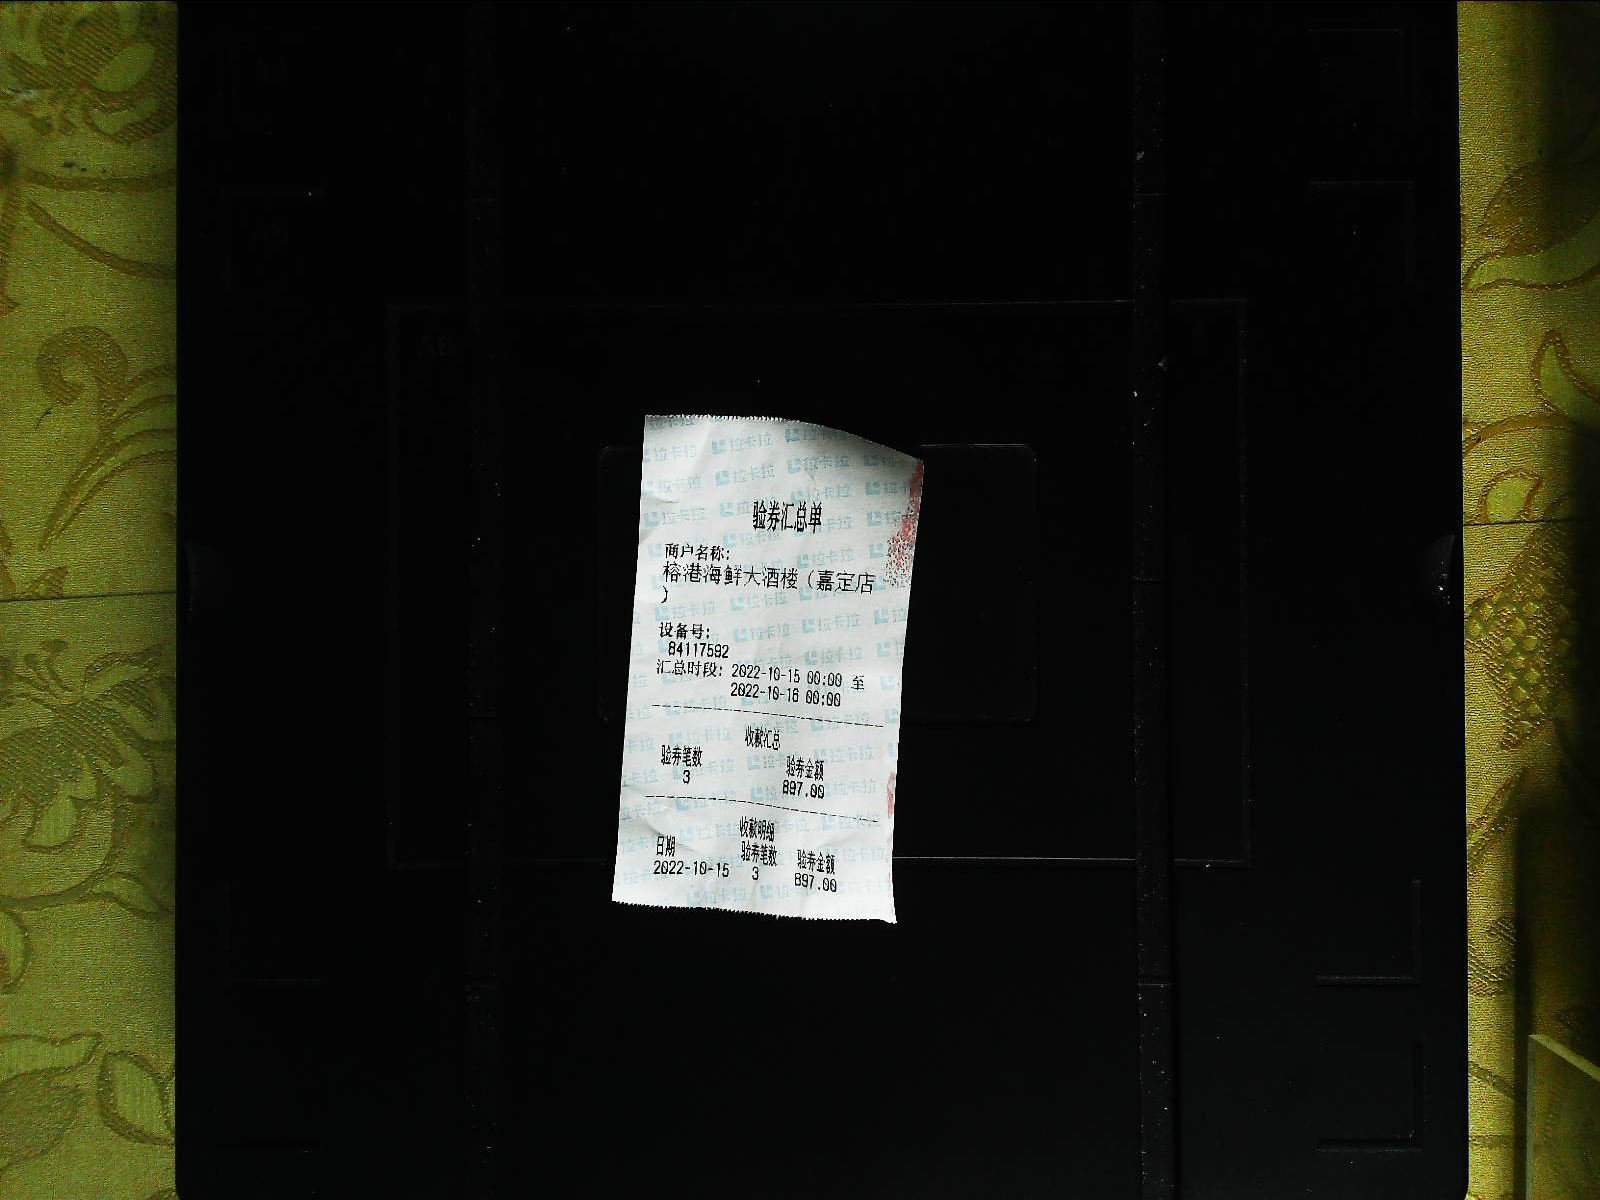 验券汇总单
商户名称:
榕港海鲜大酒楼（嘉定店
）
设备号:
84117592
汇总时段: 2022-10-15 00:00 至
2022-10-16 00:00
收款汇总
验券笔数 验券金额
3 897.00
收款明细
日期 验券笔数 验券金额
2022-10-15 3 897.00
拉卡拉